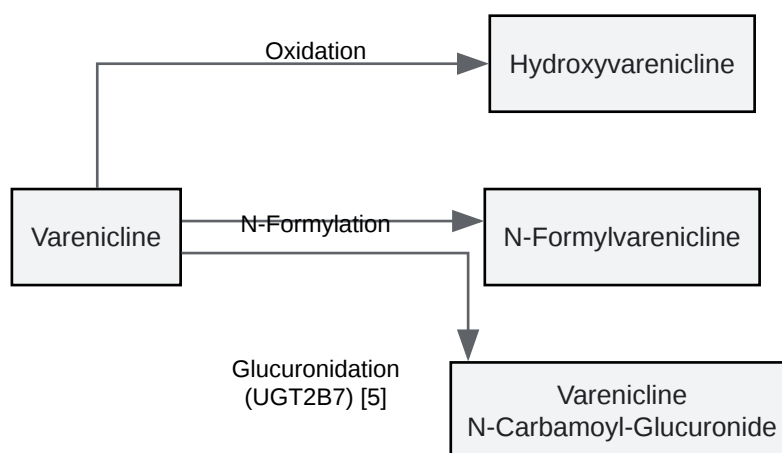 Oxidation
Hydroxyvarenicline
Varenicline
N-Formylation
N-Formylvarenicline
Glucuronidation
(UGT2B7) [5]
Varenicline
N-Carbamoyl-Glucuronide